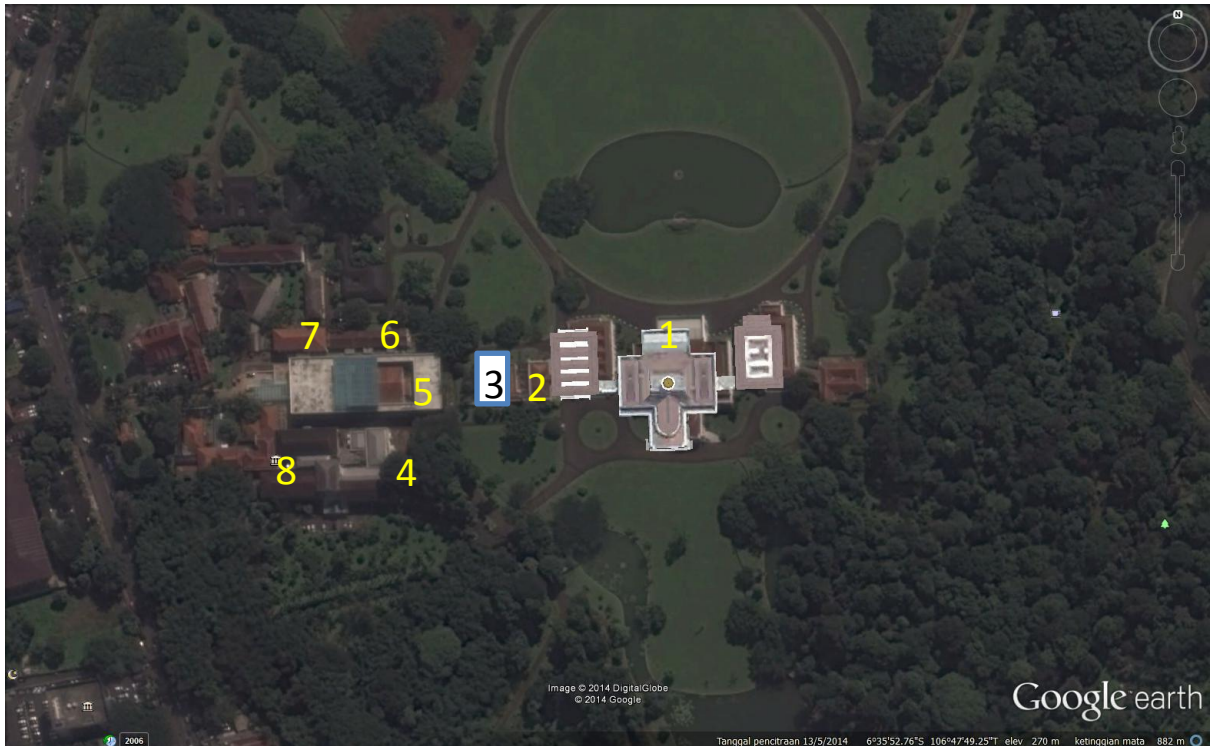 N
1
7
6
3
2
5
8
4
Image © 2014 DigitalGlobe
© 2014 Google
Google earth
2006
Tanggal pencitraan 13/5/2014 6°35'52.76"S 106°47'49.25"T elev 270 m ketinggian mata 882 m